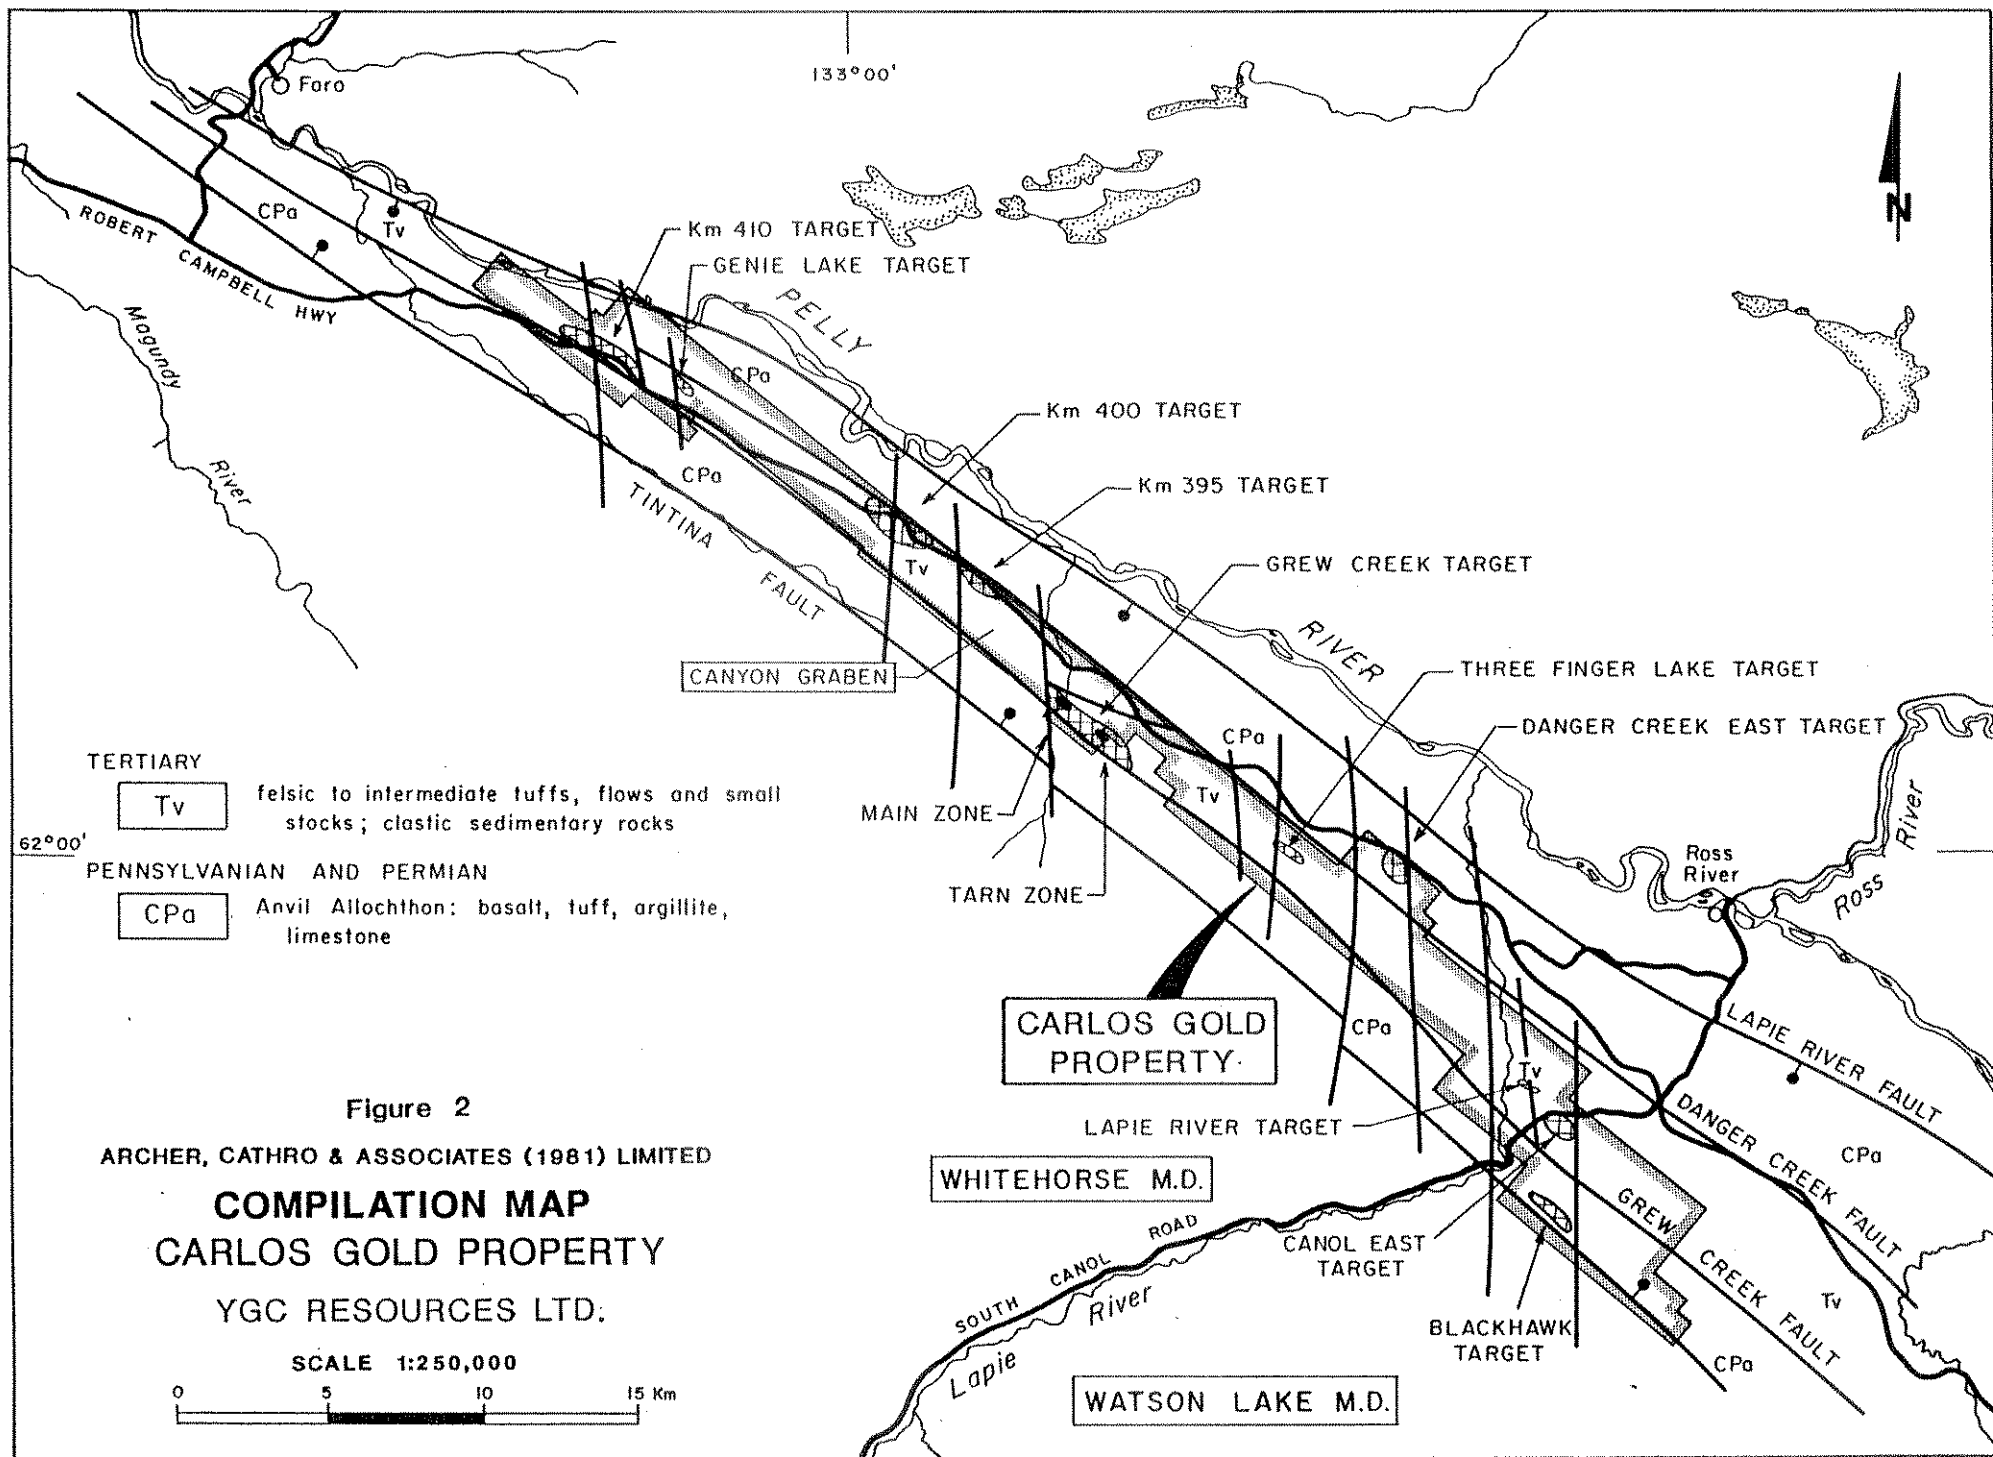 133°00'
Faro
N
CPa
Tv
ROBERT CAMPBELL HWY
Km 410 TARGET
GENIE LAKE TARGET
PELLY
Magundy
River
CPa
Km 400 TARGET
CPa
Km 395 TARGET
TINTINA
FAULT
Tv
GREW CREEK TARGET
RIVER
CANYON GRABEN
THREE FINGER LAKE TARGET
DANGER CREEK EAST TARGET
CPa
Tv
MAIN ZONE
TARN ZONE
River
Ross
Ross
River
TERTIARY
Tv
felsic to intermediate tuffs, flows and small
stocks; clastic sedimentary rocks
62°00'
PENNSYLVANIAN AND PERMIAN
CPa
Anvil Allochthon: basalt, tuff, argillite,
limestone
CARLOS GOLD
PROPERTY
CPa
Tv
LAPIE RIVER FAULT
DANGER CREEK FAULT
CPa
LAPIE RIVER TARGET
WHITEHORSE M.D.
GREW CREEK FAULT
CANOL EAST
TARGET
SOUTH CANOL ROAD
Lapie River
BLACKHAWK
TARGET
Tv
CPa
WATSON LAKE M.D.
Figure 2
ARCHER, CATHRO & ASSOCIATES (1981) LIMITED
COMPILATION MAP
CARLOS GOLD PROPERTY
YGC RESOURCES LTD.
SCALE 1:250,000
0 5 10 15 Km